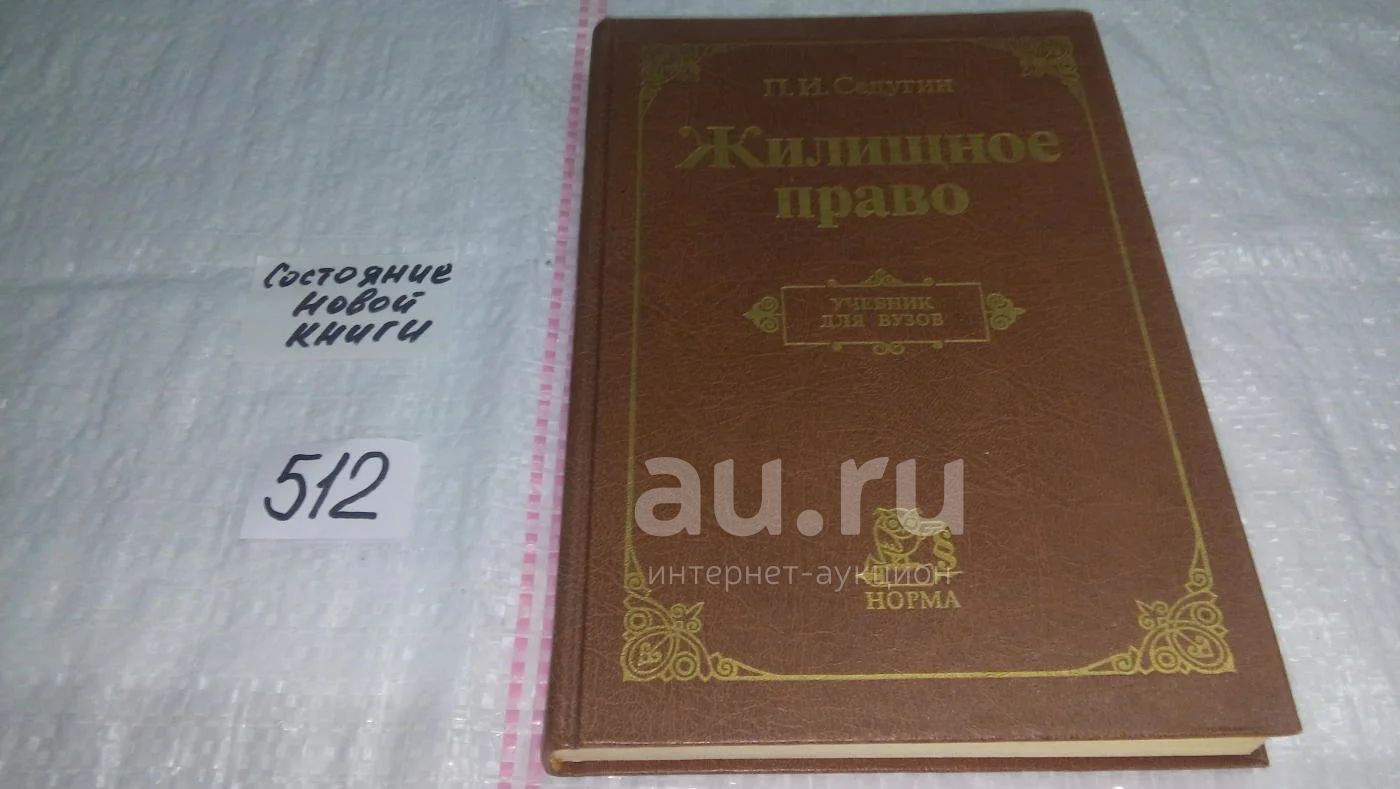 П. И. Седугин
Жилищное
право
УЧЕБНИК
ДЛЯ ВУЗОВ
§
НОРМА
Состояние
новой
книги
512
au.ru
интернет-аукцион